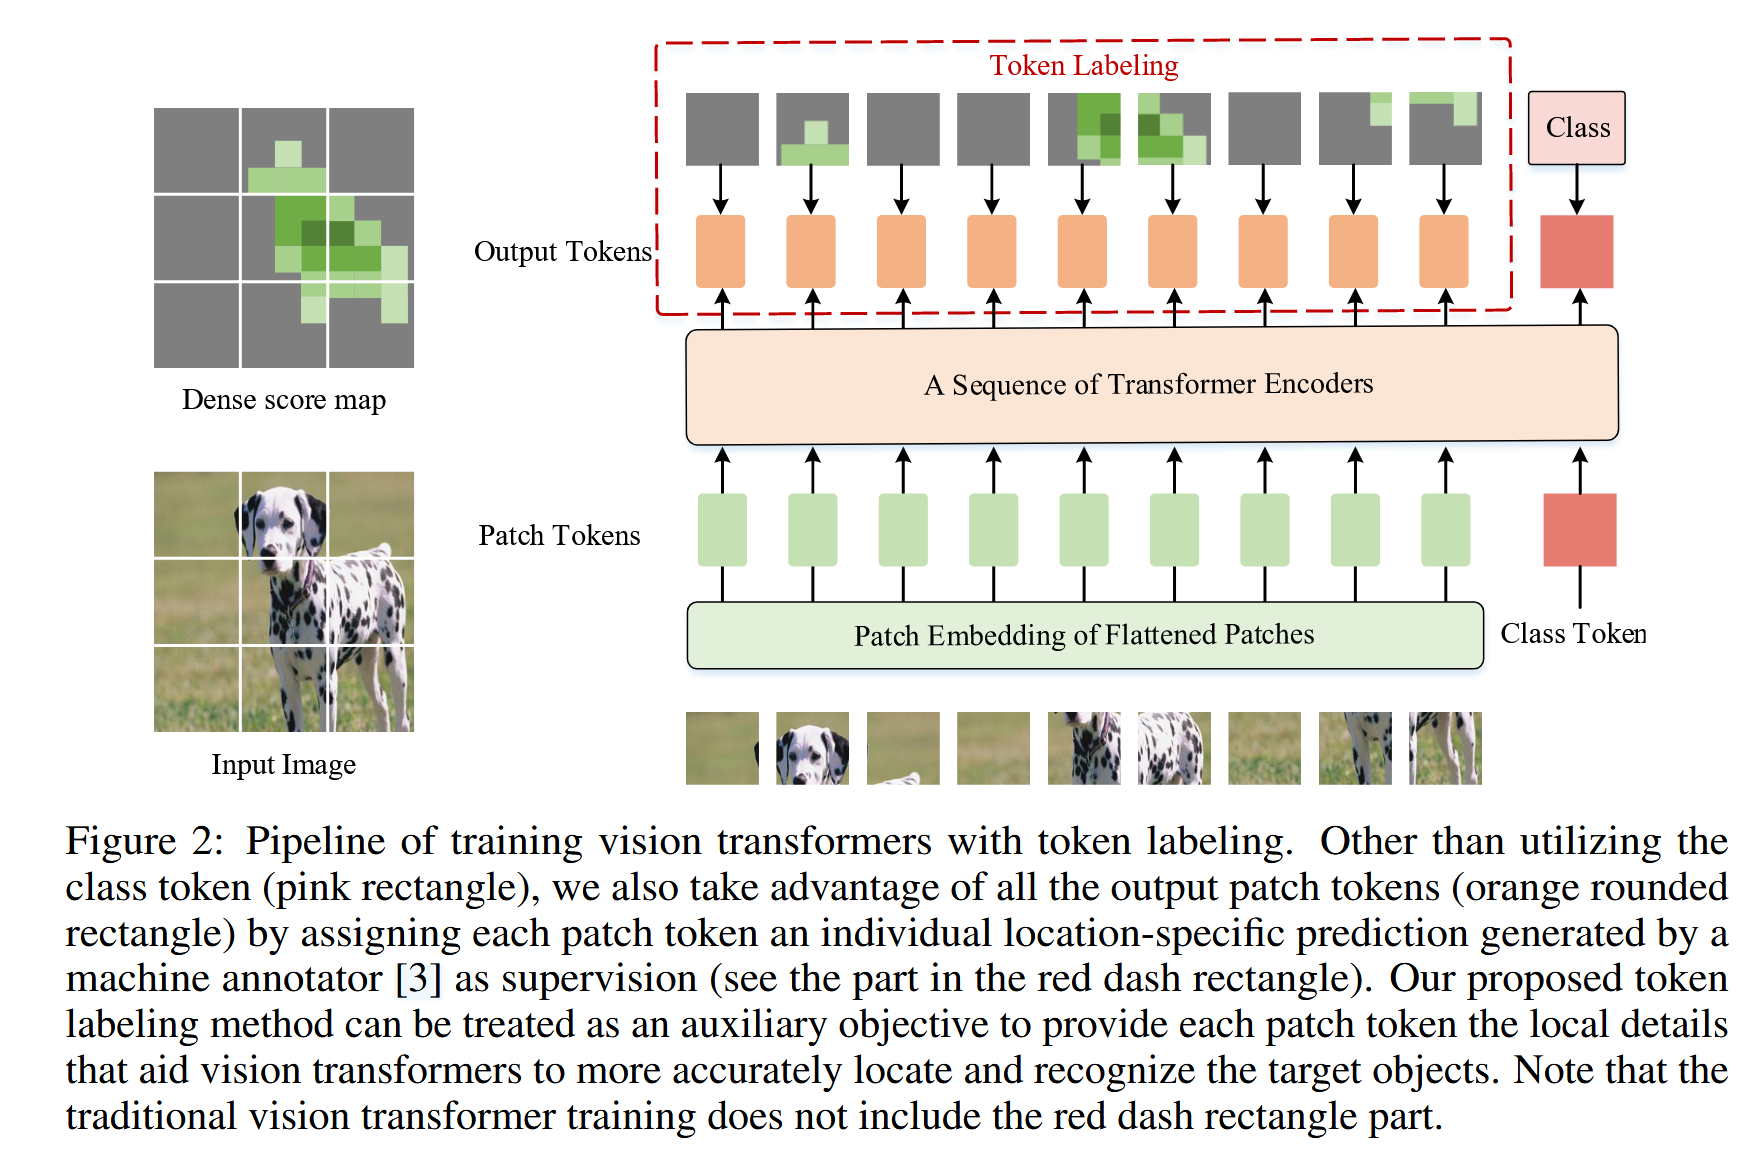 Token Labeling
Class
Output Tokens
Dense score map
A Sequence of Transformer Encoders
Patch Tokens
Patch Embedding of Flattened Patches
Class Token
Input Image
Figure 2: Pipeline of training vision transformers with token labeling. Other than utilizing the
class token (pink rectangle), we also take advantage of all the output patch tokens (orange rounded
rectangle) by assigning each patch token an individual location-specific prediction generated by a
machine annotator [3] as supervision (see the part in the red dash rectangle). Our proposed token
labeling method can be treated as an auxiliary objective to provide each patch token the local details
that aid vision transformers to more accurately locate and recognize the target objects. Note that the
traditional vision transformer training does not include the red dash rectangle part.